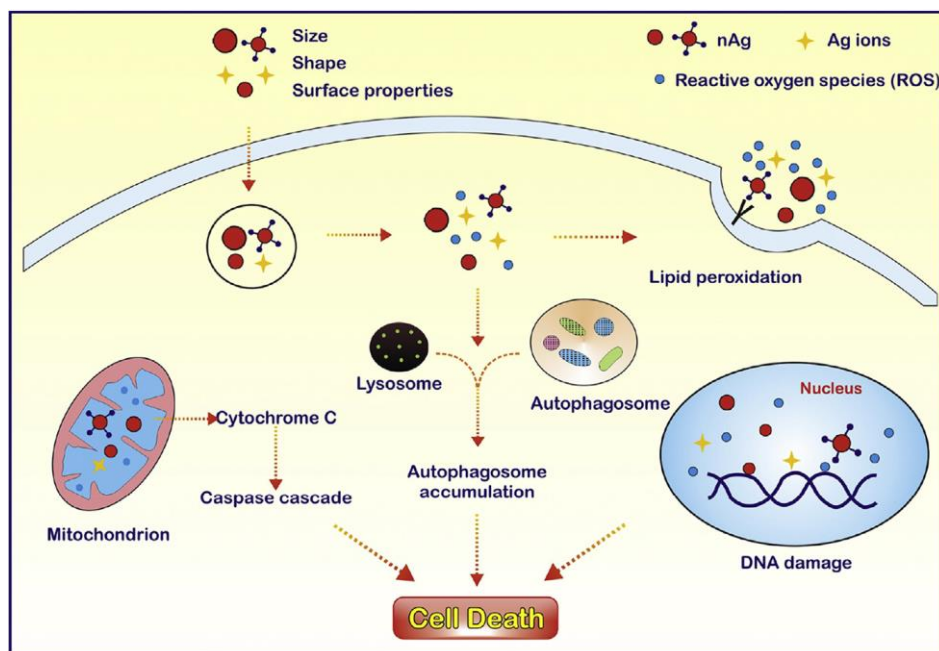 Size
Shape
Surface properties
nAg
Ag ions
Reactive oxygen species (ROS)
Lipid peroxidation
Lysosome
Autophagosome
Nucleus
Cytochrome C
Caspase cascade
Autophagosome
accumulation
Mitochondrion
DNA damage
Cell Death